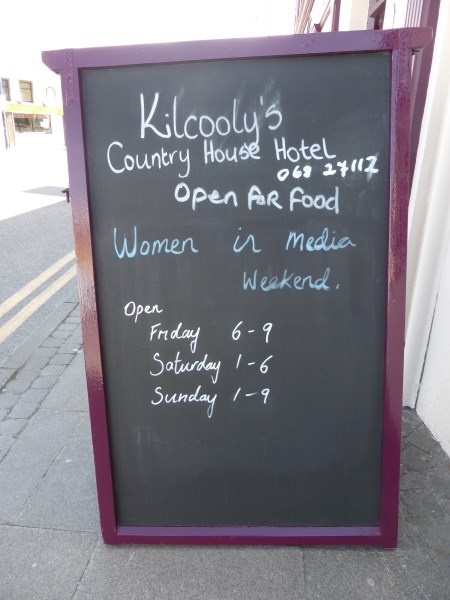 Kilcooly's
Country House Hotel
068 27112
Open FOR Food
Women in Media
Weekend.
Open
Friday 6-9
Saturday 1-6
Sunday 1-9